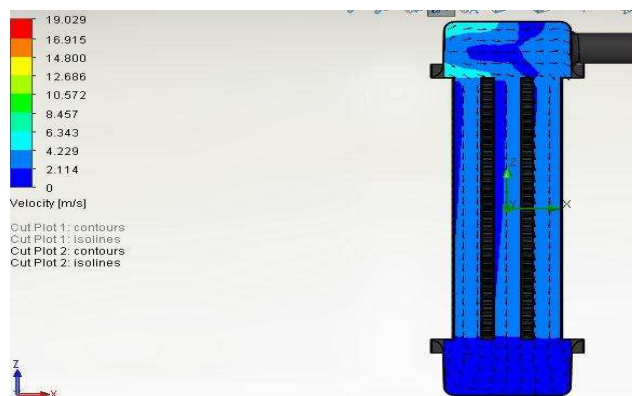 19.029
16.915
14.800
12.686
10.572
8.457
6.343
4.229
2.114
0
Velocity [m/s]
Cut Plot 1: contours
Cut Plot 1: isolines
Cut Plot 2: contours
Cut Plot 2: isolines
Z
X
Y
Z
X